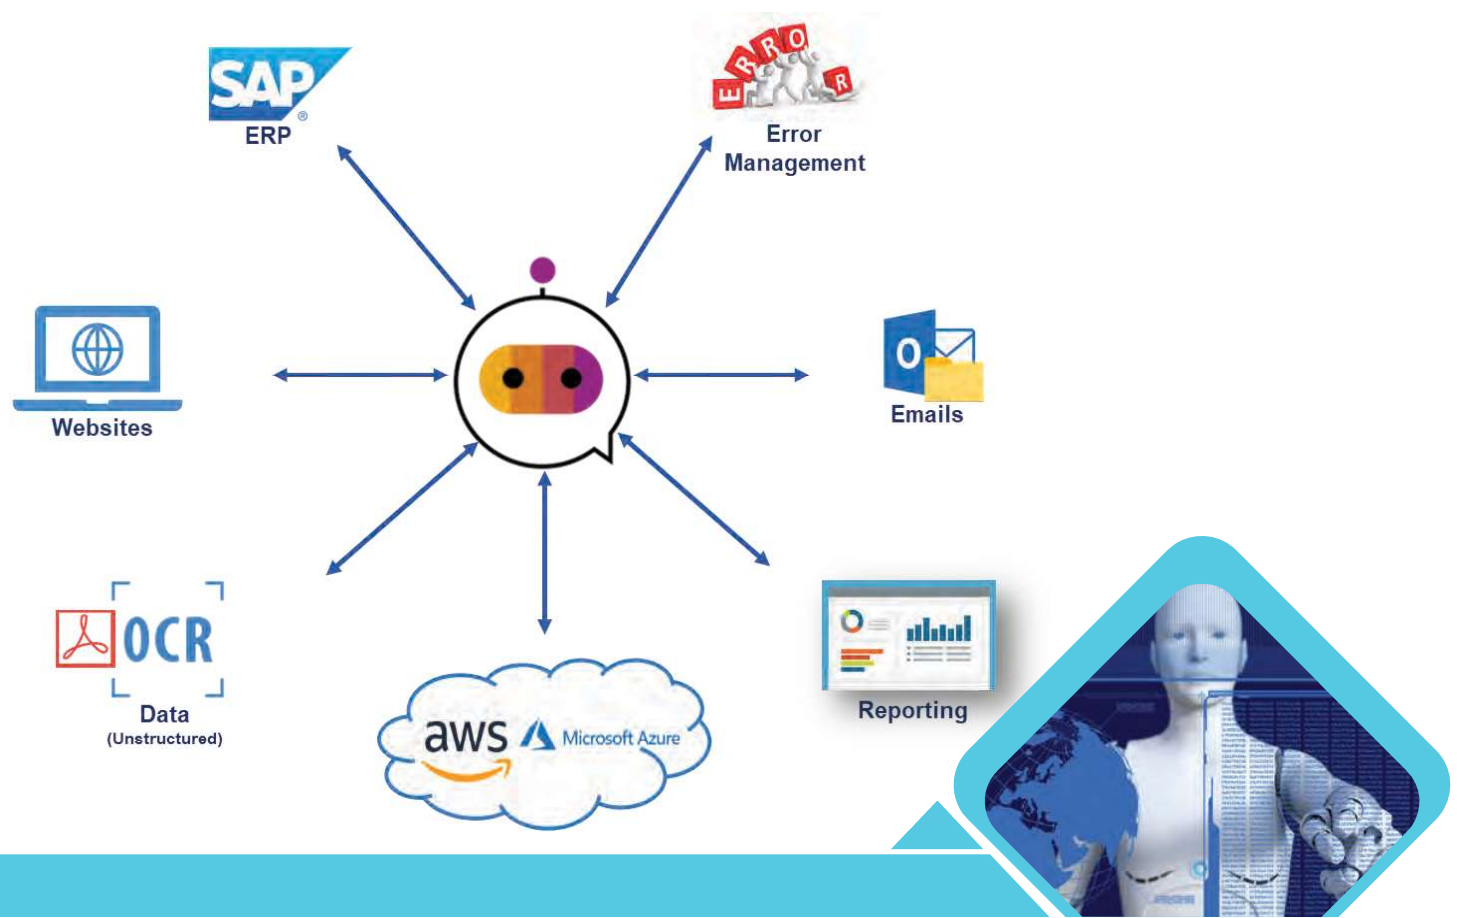 SAP
®
ERP
ERROR
Error
Management
Websites
O
Emails
OCR
Data
(Unstructured)
aws Microsoft Azure
Reporting